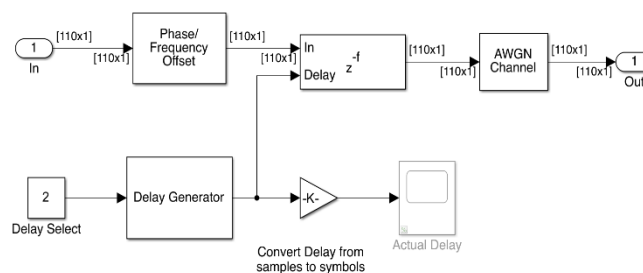 Phase/
Frequency
Offset
[110x1]
1
In
[110x1]
[110x1]
[110x1]
In
Delay
z
-f
[110x1]
[110x1]
AWGN
Channel
[110x1]
[110x1]
1
Out
2
Delay Select
Delay Generator
-K-
Convert Delay from
samples to symbols
Actual Delay